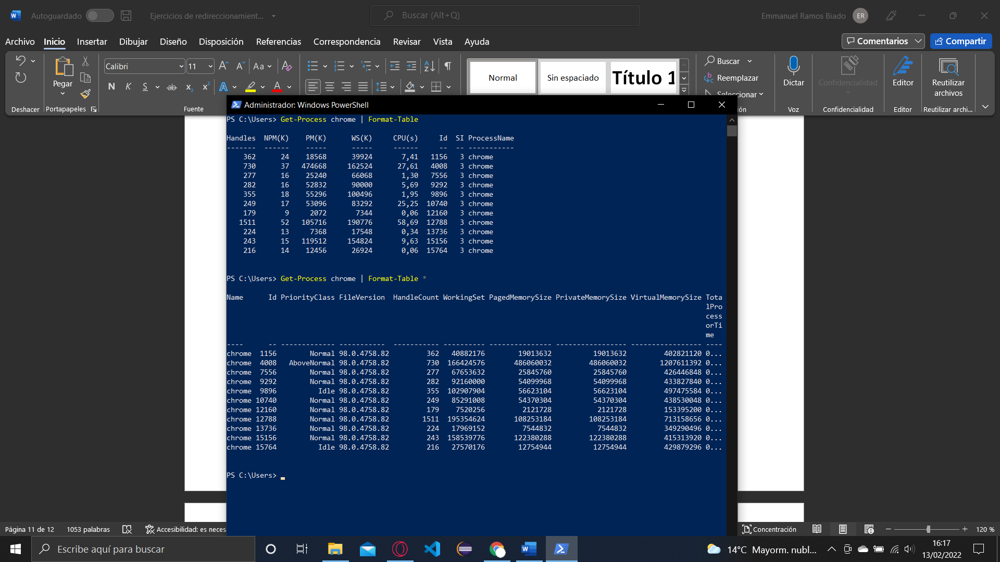 Autoguardado
Ejercicios de redireccionamient...
Buscar (Alt+Q)
Emmanuel Ramos Biado
ER
Archivo Inicio Insertar Dibujar Diseño Disposición Referencias Correspondencia Revisar Vista Ayuda
Comentarios
Compartir
Pegar
Calibri
11
Aa
N K S ab x₂ x² A A
Normal
Sin espaciado
Título 1
Buscar
Reemplazar
Seleccionar
Dictar
Confidencialidad
Editor
Reutilizar archivos
Deshacer
Portapapeles
Fuente
Voz
Confidencialidad
Editor
Reutilizar archi...
Administrador: Windows PowerShell
PS C:\Users> Get-Process chrome | Format-Table
Handles NPM(K) PM(K) WS(K) CPU(s) Id SI ProcessName
------- ------ ----- ----- ------ -- -- -----------
362 24 18568 39924 7,41 1156 3 chrome
730 37 474668 162524 27,61 4008 3 chrome
277 16 25240 66068 1,30 7556 3 chrome
282 16 52832 90000 5,69 9292 3 chrome
355 18 55296 100496 1,95 9896 3 chrome
249 17 53096 83292 25,25 10740 3 chrome
179 9 2072 7344 0,06 12160 3 chrome
1511 52 105716 190776 58,69 12788 3 chrome
224 13 7368 17548 0,34 13736 3 chrome
243 15 119512 154824 9,63 15156 3 chrome
216 14 12456 26924 0,06 15764 3 chrome
PS C:\Users> Get-Process chrome | Format-Table *
Name Id PriorityClass FileVersion HandleCount WorkingSet PagedMemorySize PrivateMemorySize VirtualMemorySize Tota
lPro
cess
orTi
me
---- -- ------------- ----------- ----------- ---------- --------------- ----------------- ----------------- ----
chrome 1156 Normal 98.0.4758.82 362 40882176 19013632 19013632 402821120 0...
chrome 4008 AboveNormal 98.0.4758.82 730 166424576 486060032 486060032 1207611392 0...
chrome 7556 Normal 98.0.4758.82 277 67653632 25845760 25845760 426446848 0...
chrome 9292 Normal 98.0.4758.82 282 92160000 54099968 54099968 433827840 0...
chrome 9896 Idle 98.0.4758.82 355 102907904 56623104 56623104 497475584 0...
chrome 10740 Normal 98.0.4758.82 249 85291008 54370304 54370304 438530048 0...
chrome 12160 Normal 98.0.4758.82 179 7520256 2121728 2121728 153395200 0...
chrome 12788 Normal 98.0.4758.82 1511 195354624 108253184 108253184 713158656 0...
chrome 13736 Normal 98.0.4758.82 224 17969152 7544832 7544832 349290496 0...
chrome 15156 Normal 98.0.4758.82 243 158539776 122380288 122380288 415313920 0...
chrome 15764 Idle 98.0.4758.82 216 27570176 12754944 12754944 429879296 0...
PS C:\Users>
Página 11 de 12
1053 palabras
Accesibilidad: es neces
Concentración
120 %
Escribe aquí para buscar
14°C Mayorm. nubl...
16:17
13/02/2022